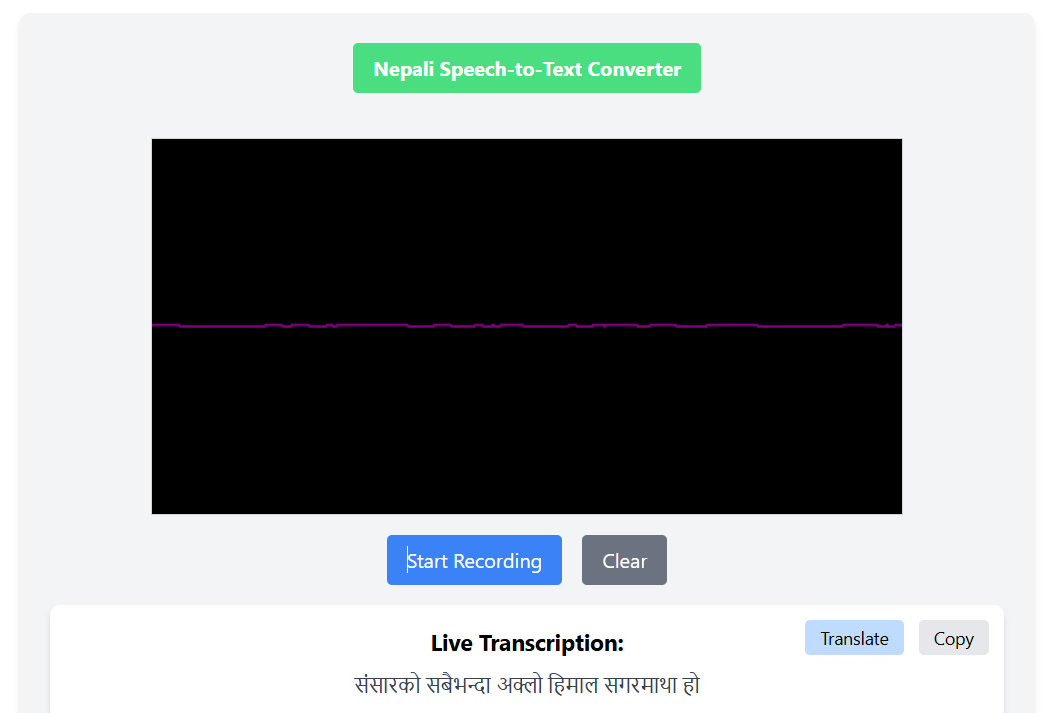 Nepali Speech-to-Text Converter
Start Recording
Clear
Live Transcription:
Translate
Copy
संसारको सबैभन्दा अक्लो हिमाल सगरमाथा हो